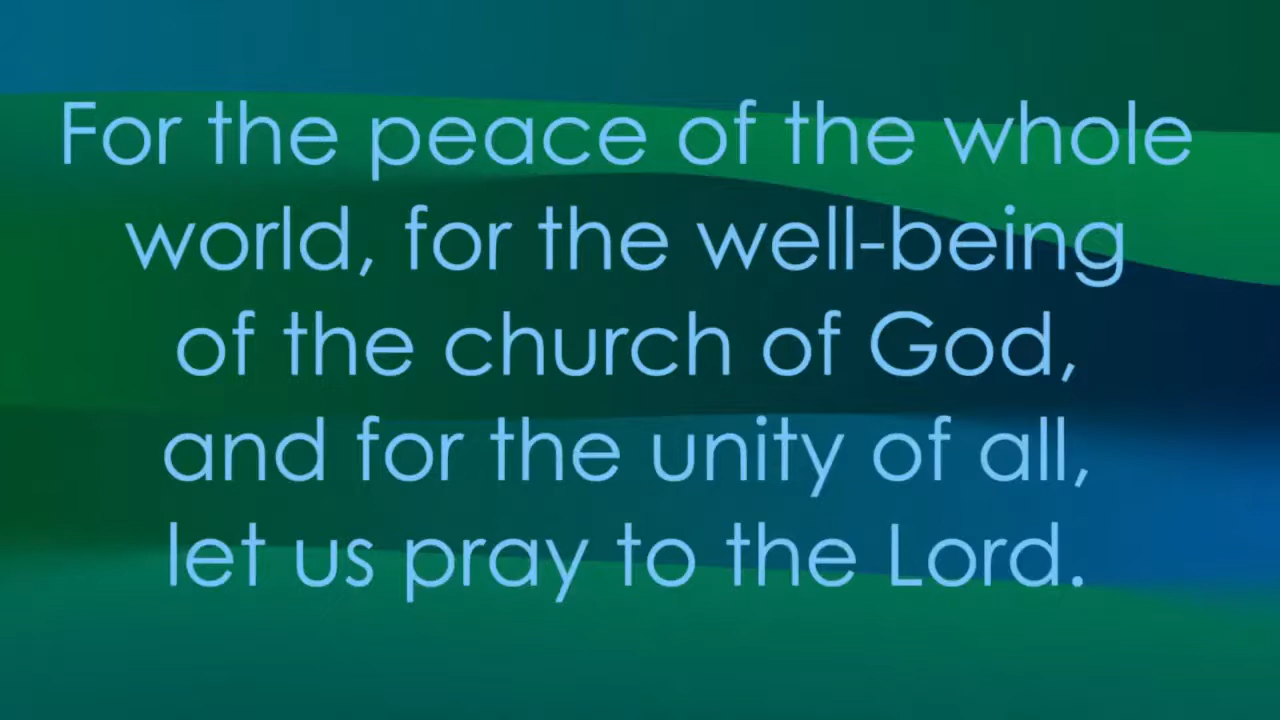 For the peace of the whole
world, for the well-being
of the church of God,
and for the unity of all,
let us pray to the Lord.